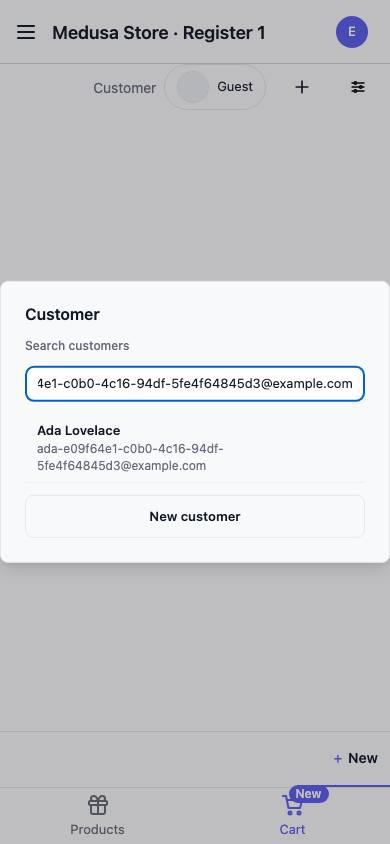 Medusa Store · Register 1
E
Customer
Guest
Customer
Search customers
4e1-c0b0-4c16-94df-5fe4f64845d3@example.com
Ada Lovelace
ada-e09f64e1-c0b0-4c16-94df-
5fe4f64845d3@example.com
New customer
+ New
New
Products
Cart